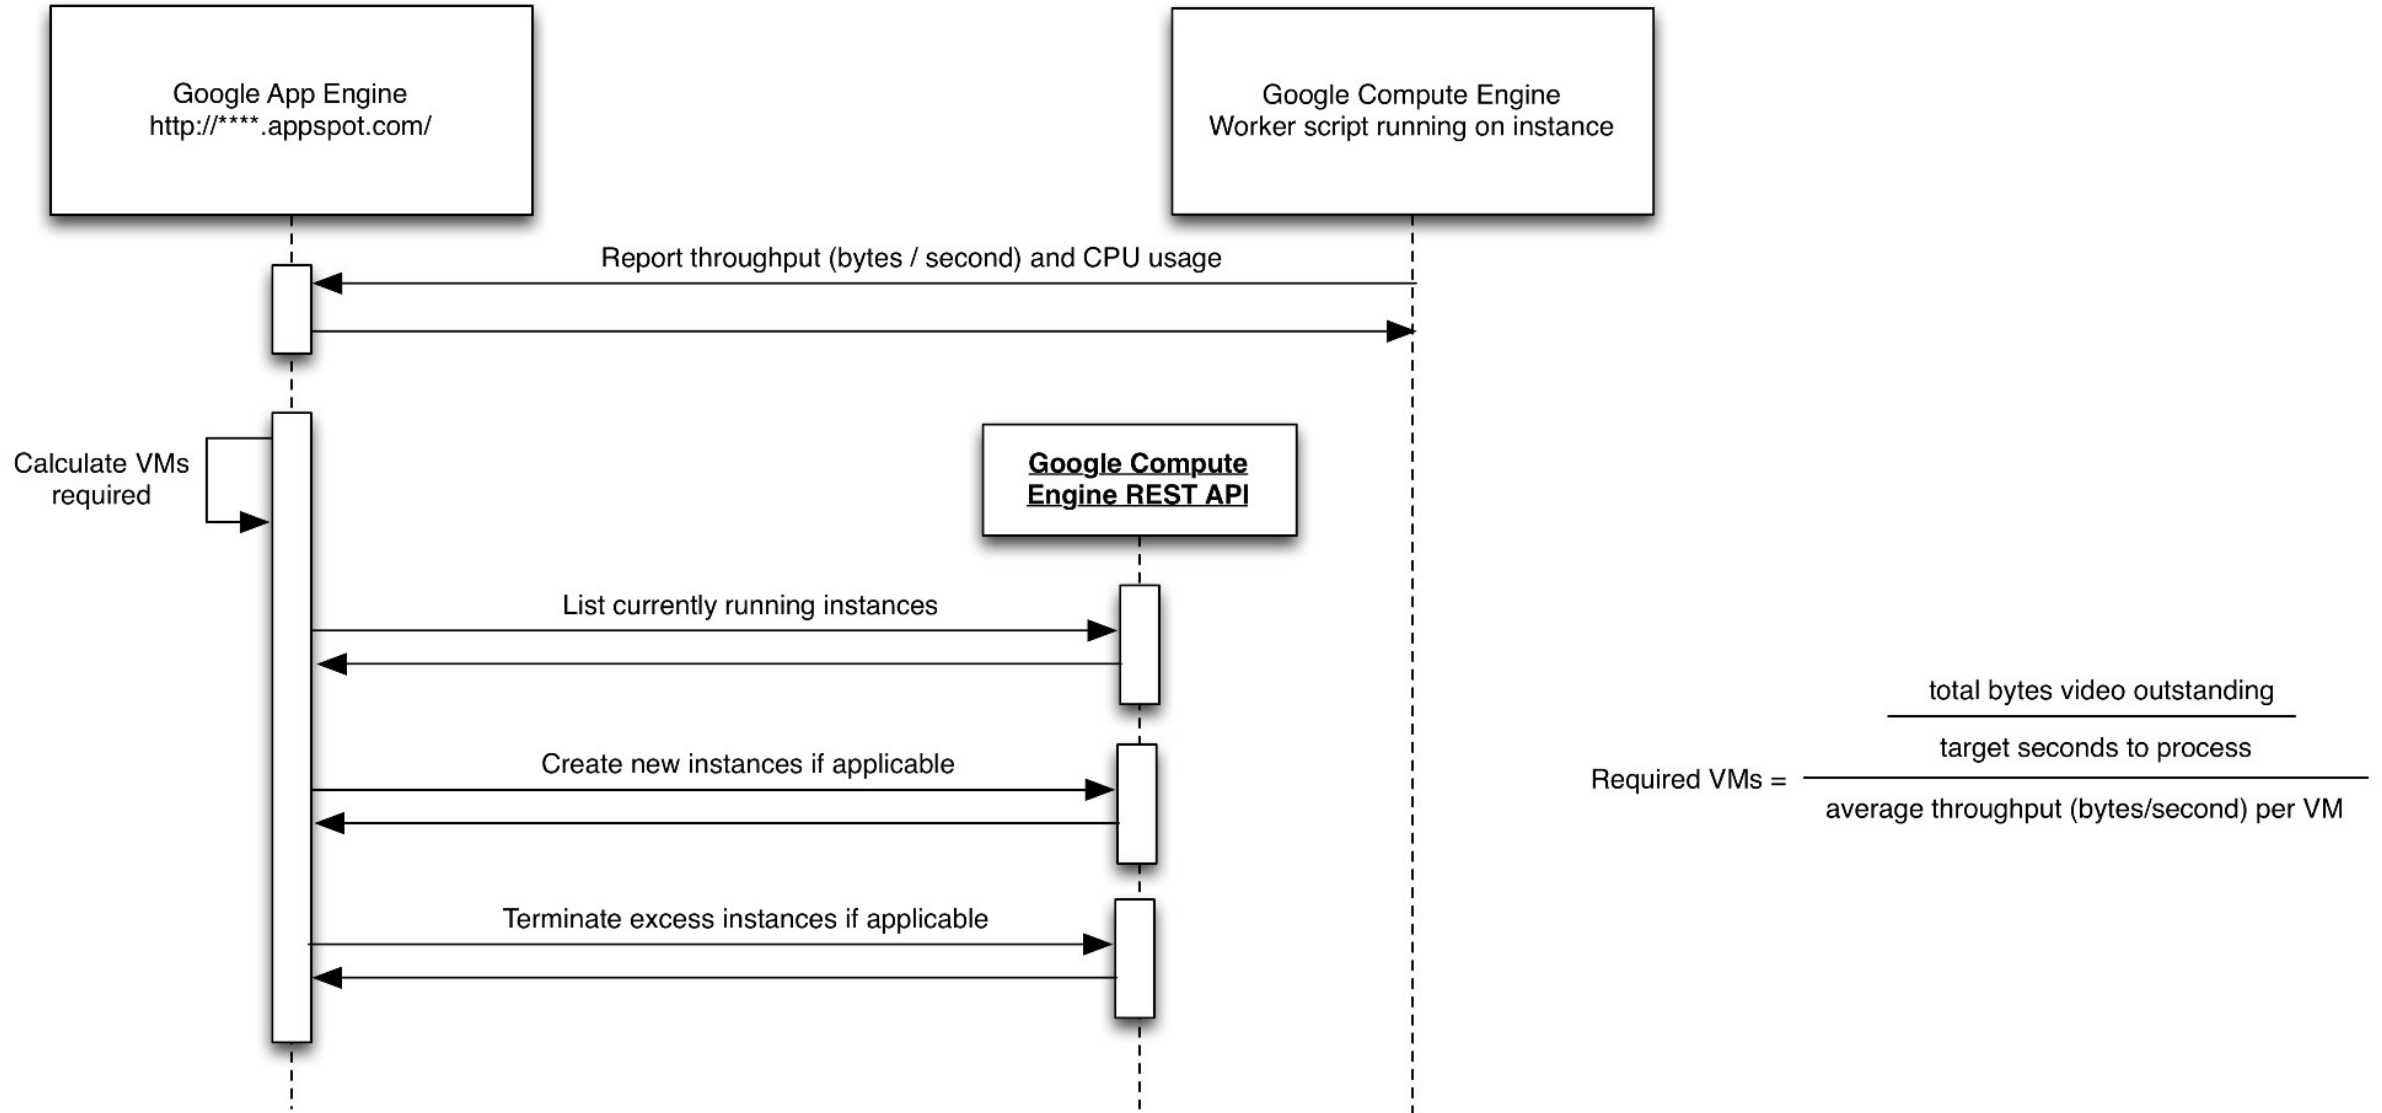 Google App Engine
http://****.appspot.com/
Google Compute Engine
Worker script running on instance
Report throughput (bytes / second) and CPU usage
Calculate VMs
required
Google Compute
Engine REST API
List currently running instances
Create new instances if applicable
Terminate excess instances if applicable
total bytes video outstanding
target seconds to process
Required VMs =
average throughput (bytes/second) per VM